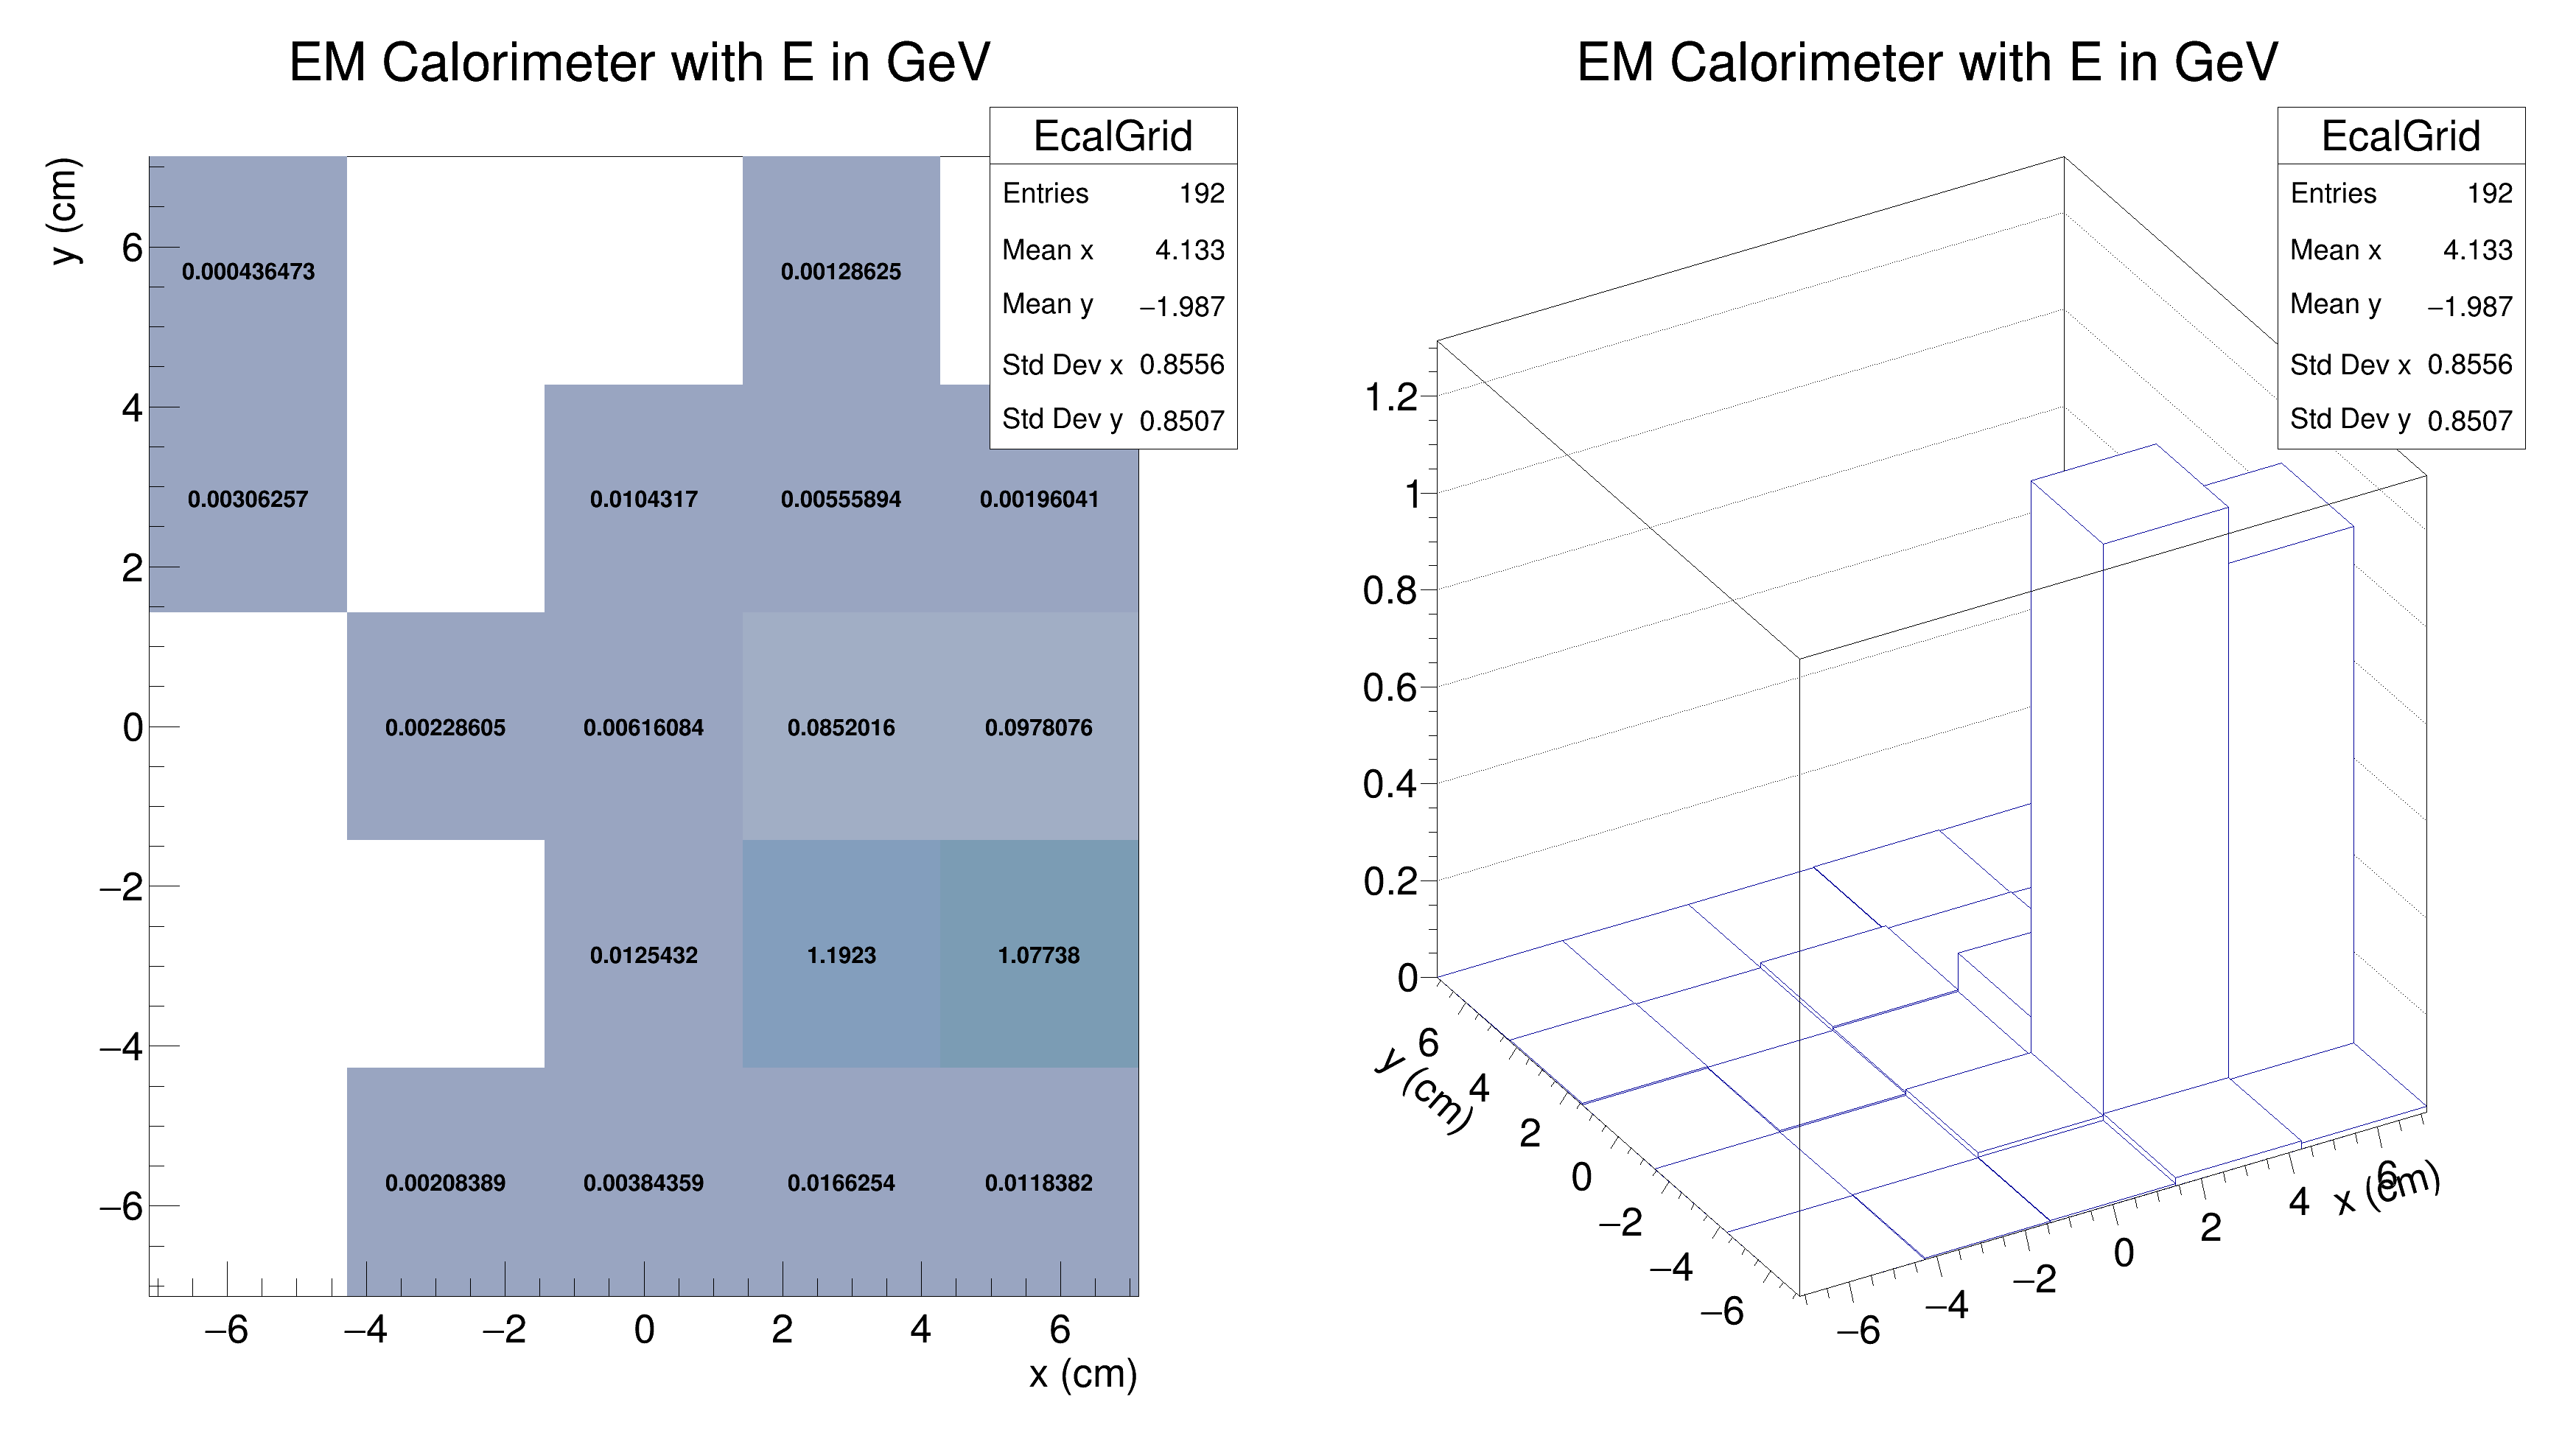 EM Calorimeter with E in GeV
EcalGrid
Entries 192
Mean x 4.133
Mean y −1.987
Std Dev x 0.8556
Std Dev y 0.8507
y (cm)
6
4
2
0
−2
−4
−6
0.000436473 0.00128625
0.00306257 0.0104317 0.00555894 0.00196041
0.00228605 0.00616084 0.0852016 0.0978076
0.0125432 1.1923 1.07738
0.00208389 0.00384359 0.0166254 0.0118382
−6 −4 −2 0 2 4 6
x (cm)
EM Calorimeter with E in GeV
EcalGrid
Entries 192
Mean x 4.133
Mean y −1.987
Std Dev x 0.8556
Std Dev y 0.8507
1.2
1
0.8
0.6
0.4
0.2
0
y (cm)
6
4
2
0
−2
−4
−6
−6 −4 −2 0 2 4 6
x (cm)